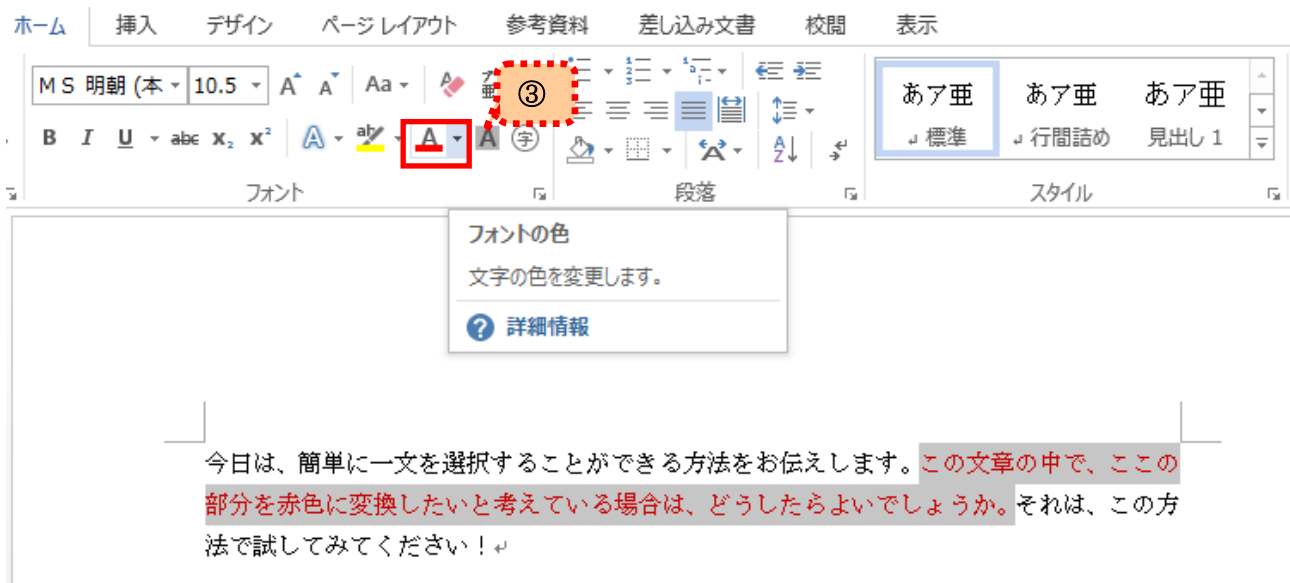 ホーム 挿入 デザイン ページ レイアウト 参考資料 差し込み文書 校閲 表示
ＭＳ 明朝 (本 10.5 A A Aa ア亜
③
あア亜 あア亜 あア亜
B I U abc x₂ x² A ab A A 字 A Z
↲ 標準 ↲ 行間詰め 見出し 1
フォント 段落 スタイル
フォントの色
文字の色を変更します。
? 詳細情報
今日は、簡単に一文を選択することができる方法をお伝えします。この文章の中で、ここの
部分を赤色に変換したいと考えている場合は、どうしたらよいでしょうか。それは、この方
法で試してみてください！↵